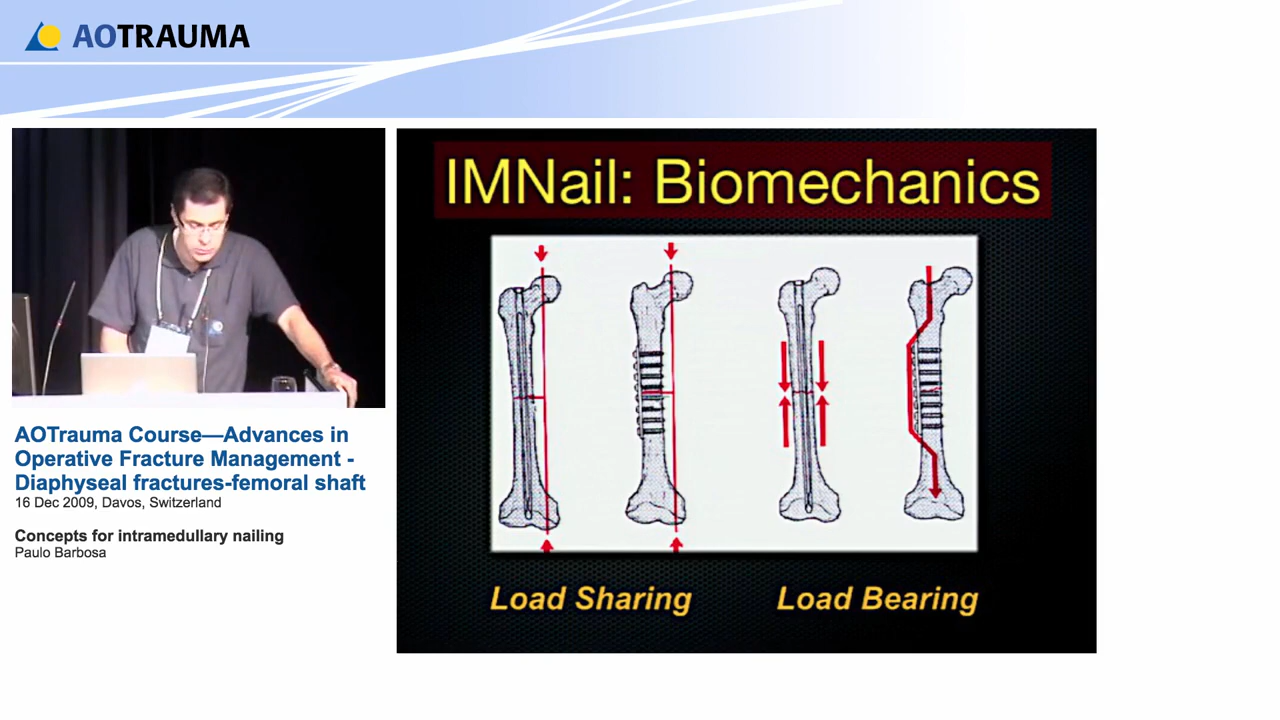 AOTRAUMA
AOTrauma Course—Advances in
Operative Fracture Management -
Diaphyseal fractures-femoral shaft
16 Dec 2009, Davos, Switzerland
Concepts for intramedullary nailing
Paulo Barbosa
IMNail: Biomechanics
Load Sharing
Load Bearing